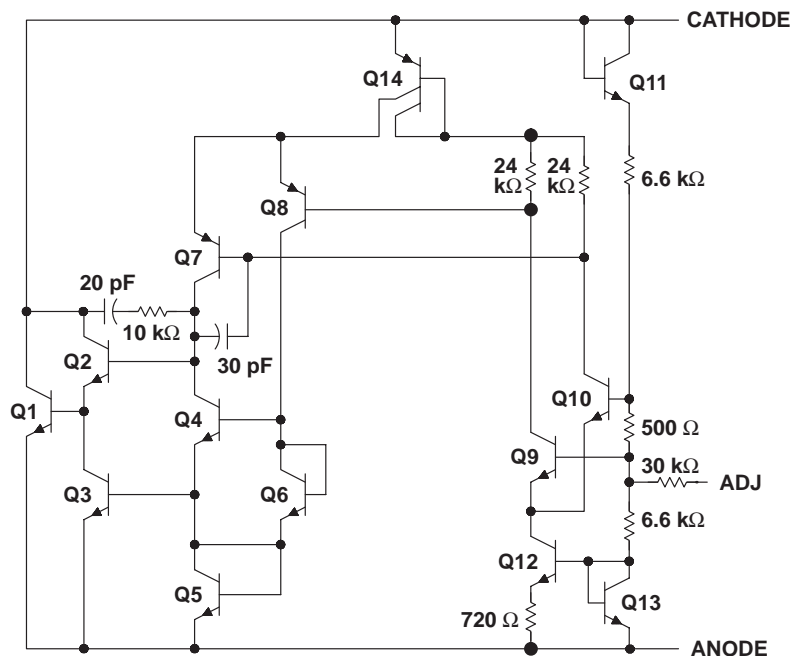 CATHODE
Q14
Q11
24
kΩ
24
kΩ
6.6 kΩ
Q8
Q7
20 pF
10 kΩ
30 pF
Q2
Q10
Q1
Q4
500 Ω
Q9
30 kΩ
ADJ
Q3
Q6
6.6 kΩ
Q12
Q5
Q13
720 Ω
ANODE